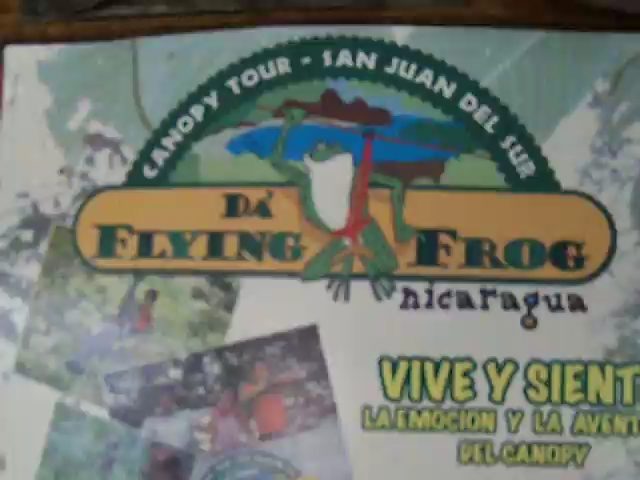 CANOPY TOUR - SAN JUAN DEL SUR
DA'
FLYING FROG
nicaragua
VIVE Y SIENT
LA EMOCION Y LA AVENT
DEL CANOPY